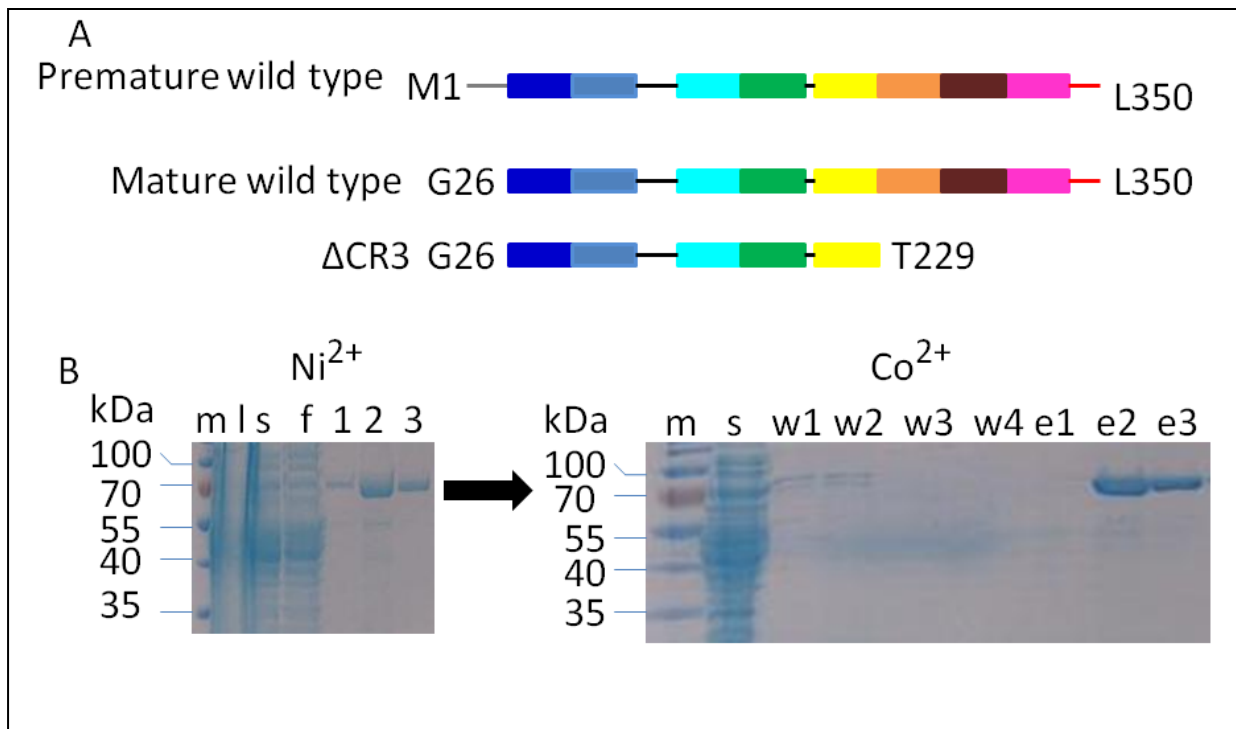 A
Premature wild type M1 L350
Mature wild type G26 L350
ΔCR3 G26 T229
B
Ni2+
kDa m l s f 1 2 3
100
70
55
40
35
Co2+
kDa m s w1 w2 w3 w4 e1 e2 e3
100
70
55
40
35